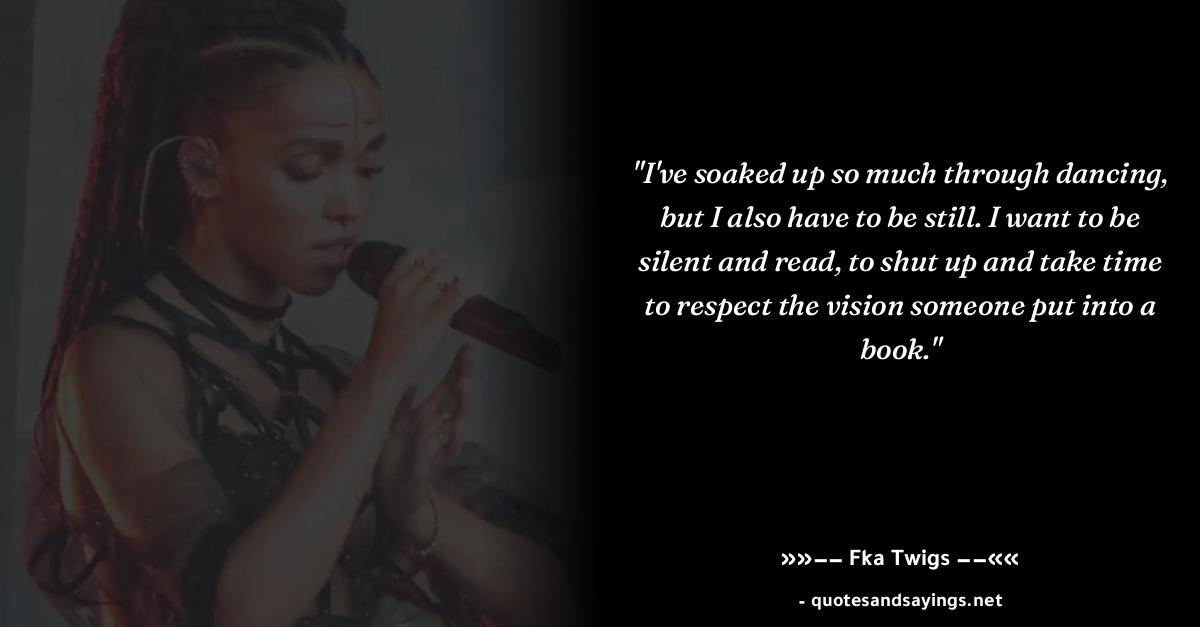 "I've soaked up so much through dancing,
but I also have to be still. I want to be
silent and read, to shut up and take time
to respect the vision someone put into a
book."
»»–– Fka Twigs ––««
- quotesandsayings.net